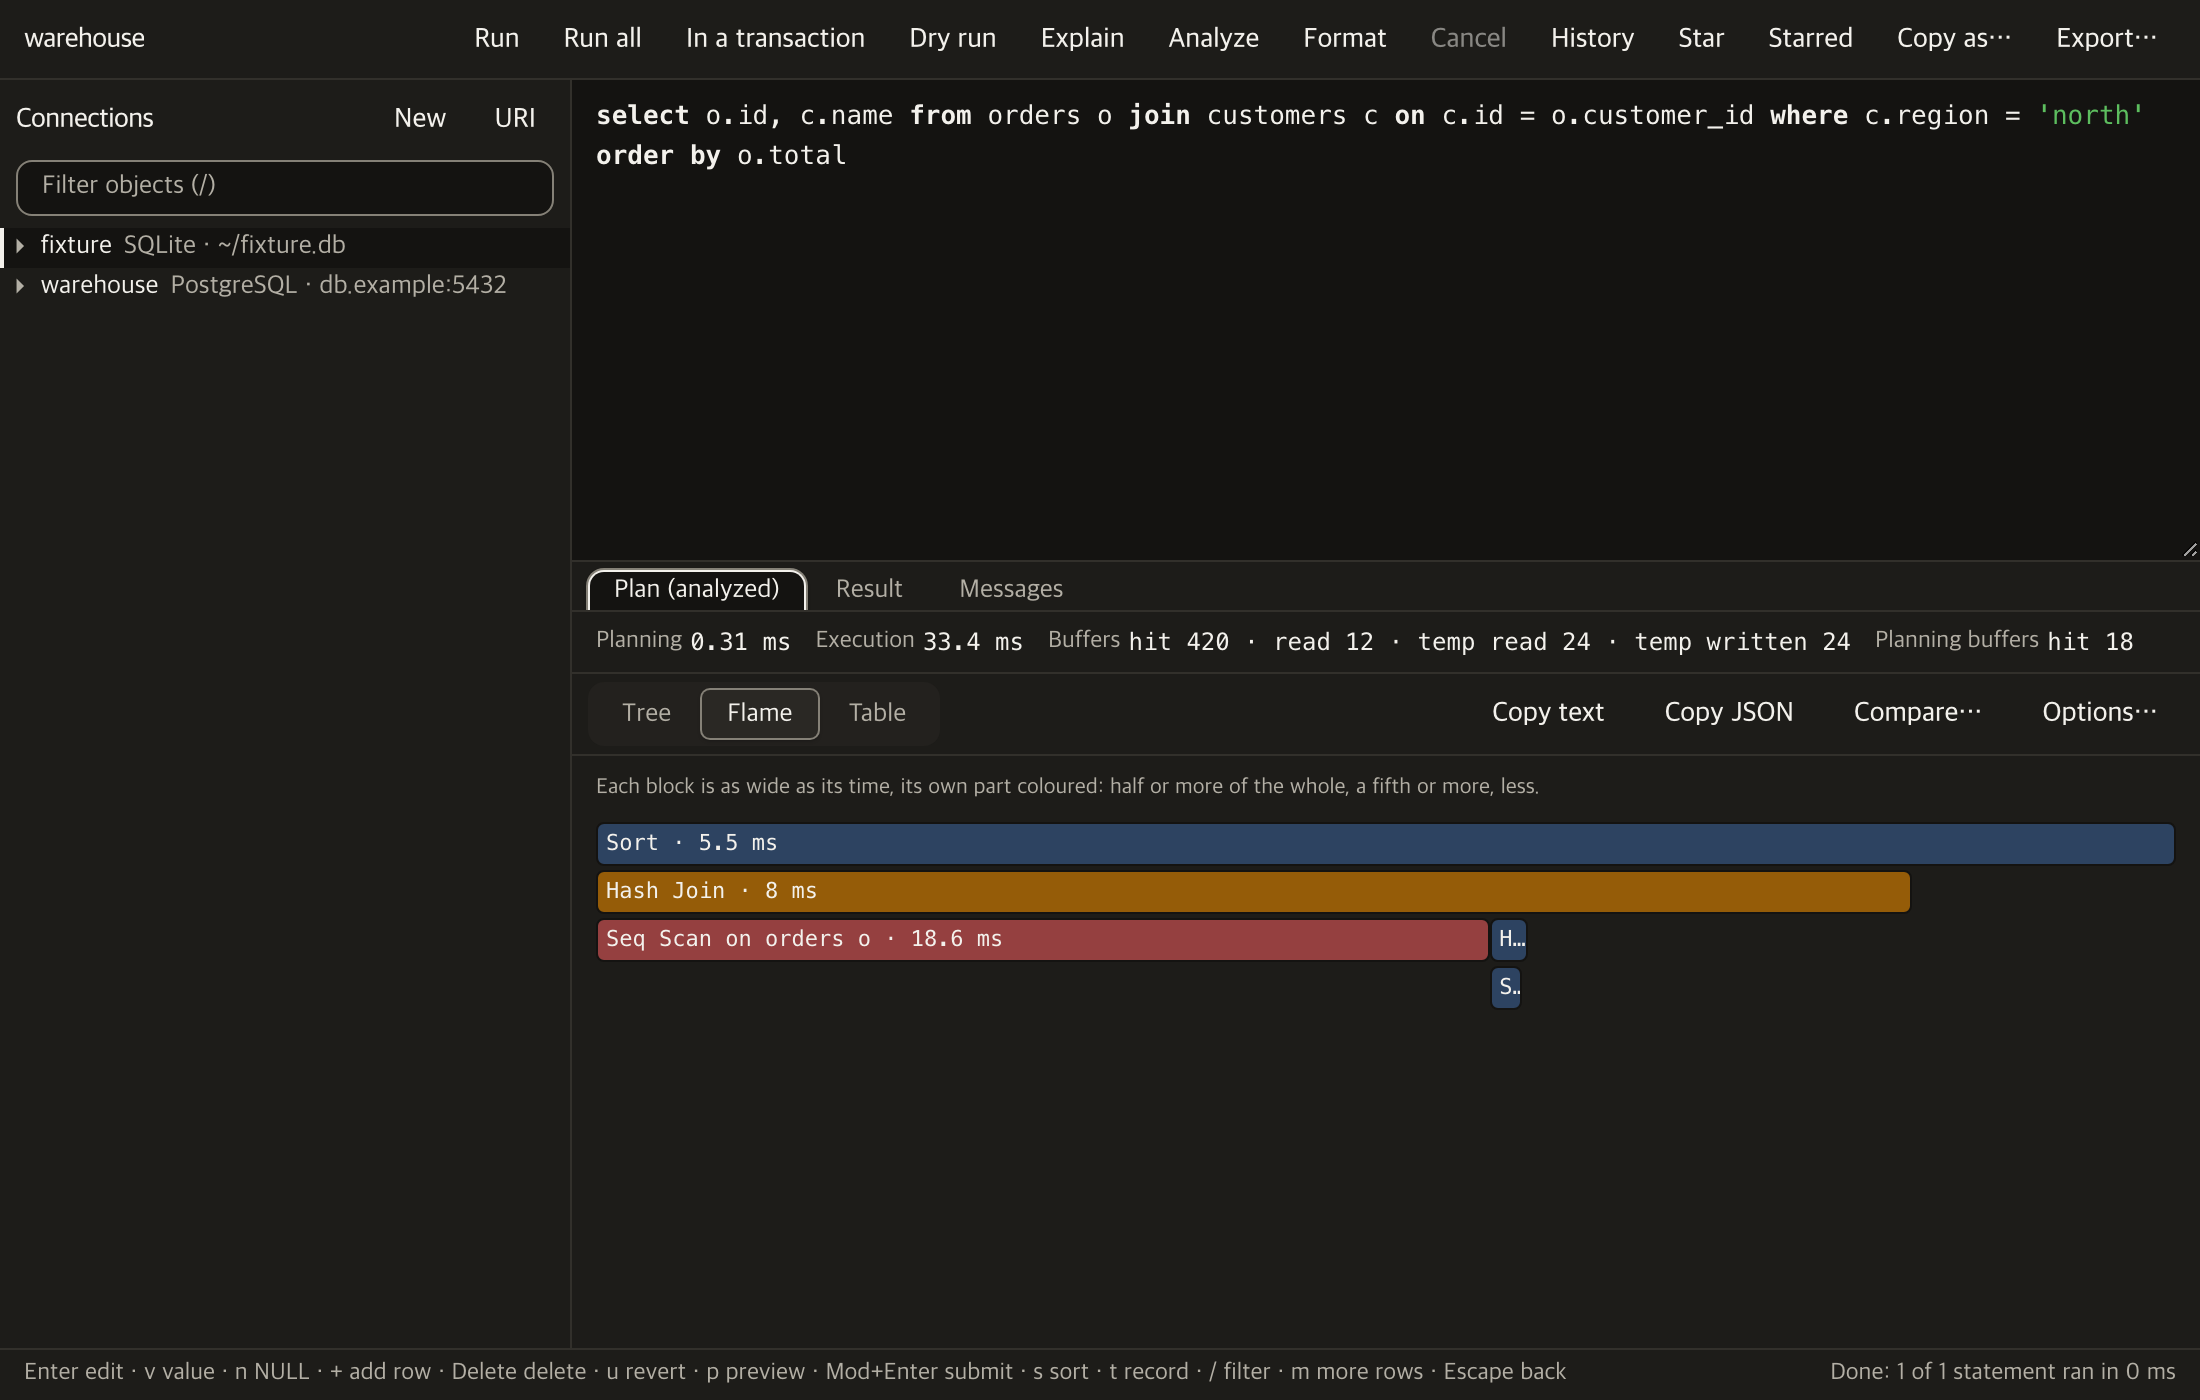 warehouse Run Run all In a transaction Dry run Explain Analyze Format Cancel History Star Starred Copy as··· Export···
Connections New URI
Filter objects (/)
fixture SQLite · ~/fixture.db
warehouse PostgreSQL · db.example:5432
select o.id, c.name from orders o join customers c on c.id = o.customer_id where c.region = 'north'
order by o.total
Plan (analyzed) Result Messages
Planning 0.31 ms Execution 33.4 ms Buffers hit 420 · read 12 · temp read 24 · temp written 24 Planning buffers hit 18
Tree Flame Table Copy text Copy JSON Compare··· Options···
Each block is as wide as its time, its own part coloured: half or more of the whole, a fifth or more, less.
Sort · 5.5 ms
Hash Join · 8 ms
Seq Scan on orders o · 18.6 ms H…
S..
Enter edit · v value · n NULL · + add row · Delete delete · u revert · p preview · Mod+Enter submit · s sort · t record · / filter · m more rows · Escape back Done: 1 of 1 statement ran in 0 ms